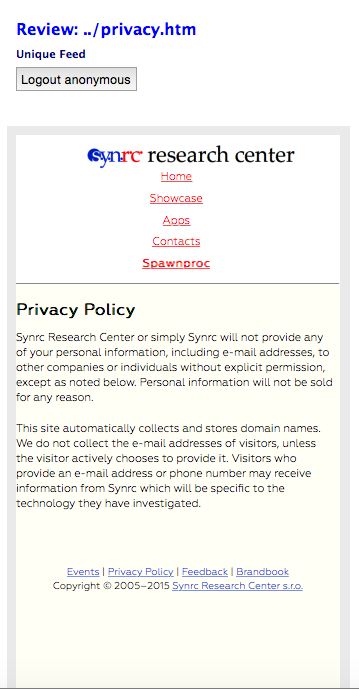 Review: ../privacy.htm
Unique Feed
Logout anonymous
synrc research center
Home
Showcase
Apps
Contacts
Spawnproc
Privacy Policy
Synrc Research Center or simply Synrc will not provide any
of your personal information, including e-mail addresses, to
other companies or individuals without explicit permission,
except as noted below. Personal information will not be sold
for any reason.
This site automatically collects and stores domain names.
We do not collect the e-mail addresses of visitors, unless
the visitor actively chooses to provide it. Visitors who
provide an e-mail address or phone number may receive
information from Synrc which will be specific to the
technology they have investigated.
Events | Privacy Policy | Feedback | Brandbook
Copyright © 2005–2015 Synrc Research Center s.r.o.